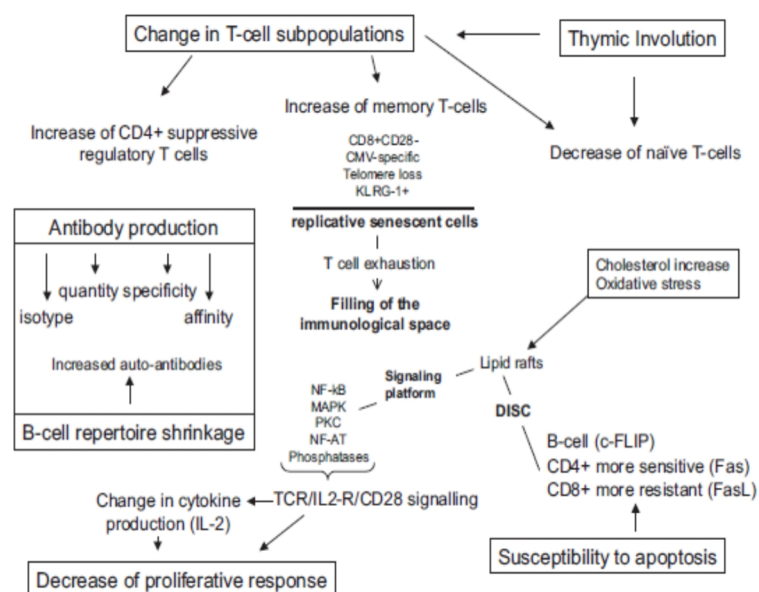 Change in T-cell subpopulations
Thymic Involution
Increase of memory T-cells
Increase of CD4+ suppressive
regulatory T cells
Decrease of naïve T-cells
CD8+CD28-
CMV-specific
Telomere loss
KLRG-1+
replicative senescent cells
T cell exhaustion
Filling of the
immunological space
Antibody production
quantity specificity
isotype
affinity
Increased auto-antibodies
B-cell repertoire shrinkage
Cholesterol increase
Oxidative stress
Lipid rafts
Signaling
platform
DISC
NF-kB
MAPK
PKC
NF-AT
Phosphatases
B-cell (c-FLIP)
CD4+ more sensitive (Fas)
CD8+ more resistant (FasL)
Susceptibility to apoptosis
TCR/IL2-R/CD28 signalling
Change in cytokine
production (IL-2)
Decrease of proliferative response